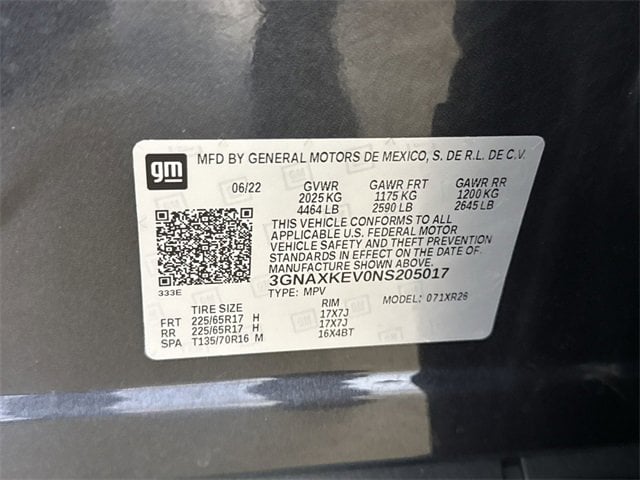 gm MFD BY GENERAL MOTORS DE MEXICO, S. DE R.L. DE C.V.
06/22 GVWR GAWR FRT GAWR RR
2025 KG 1175 KG 1200 KG
4464 LB 2590 LB 2645 LB
THIS VEHICLE CONFORMS TO ALL
APPLICABLE U.S. FEDERAL MOTOR
VEHICLE SAFETY AND THEFT PREVENTION
STANDARDS IN EFFECT ON THE DATE OF
MANUFACTURE SHOWN ABOVE.
3GNAXKEV0NS205017
333E TYPE: MPV MODEL: 071XR26
TIRE SIZE RIM
FRT 225/65R17 H 17X7J
RR 225/65R17 H 17X7J
SPA T135/70R16 M 16X4BT